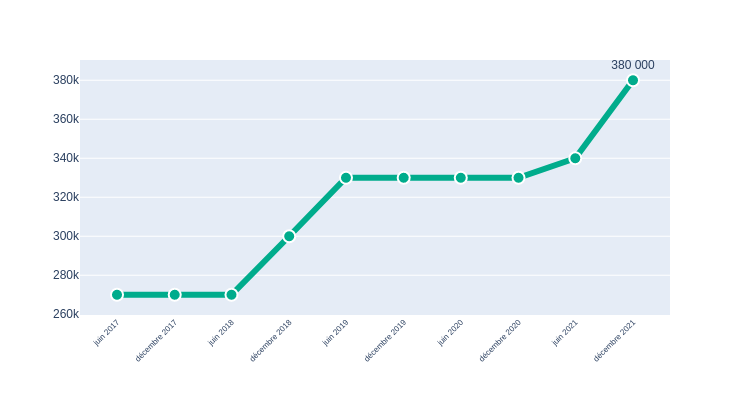 380 000
380k
360k
340k
320k
300k
280k
260k
juin 2017
décembre 2017
juin 2018
décembre 2018
juin 2019
décembre 2019
juin 2020
décembre 2020
juin 2021
décembre 2021